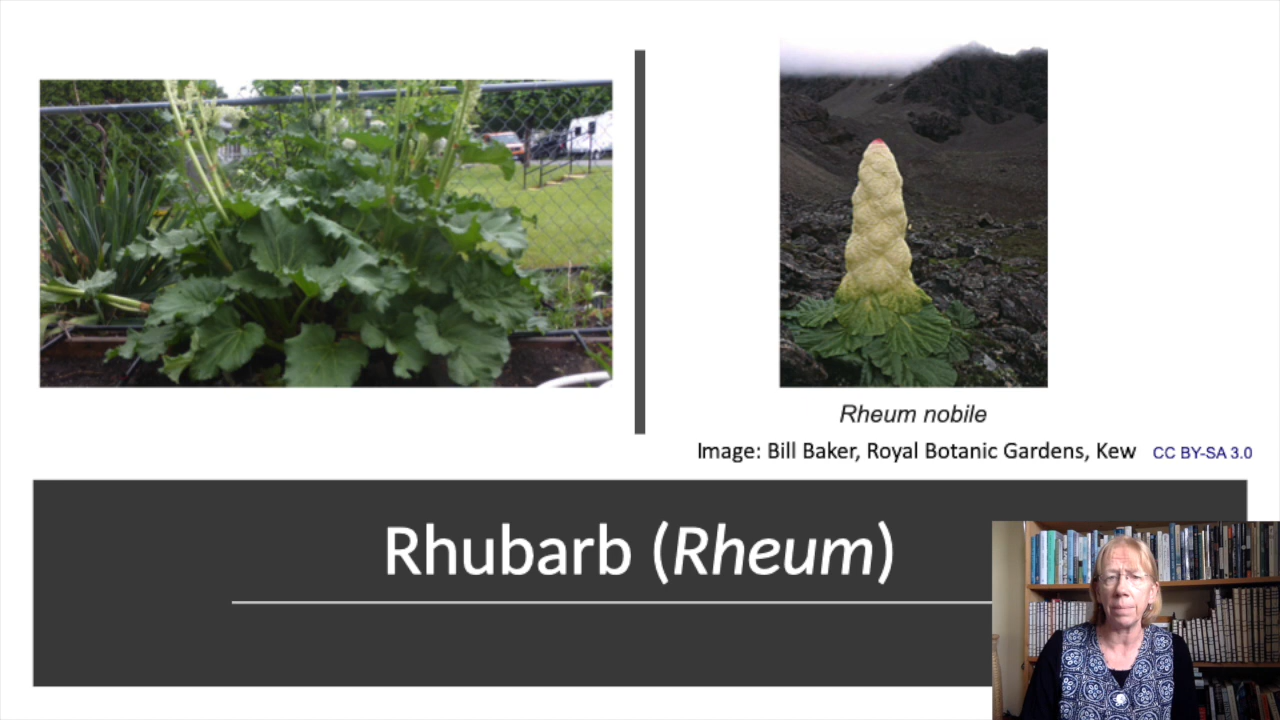 Rheum nobile
Image: Bill Baker, Royal Botanic Gardens, Kew CC BY-SA 3.0
Rhubarb (Rheum)